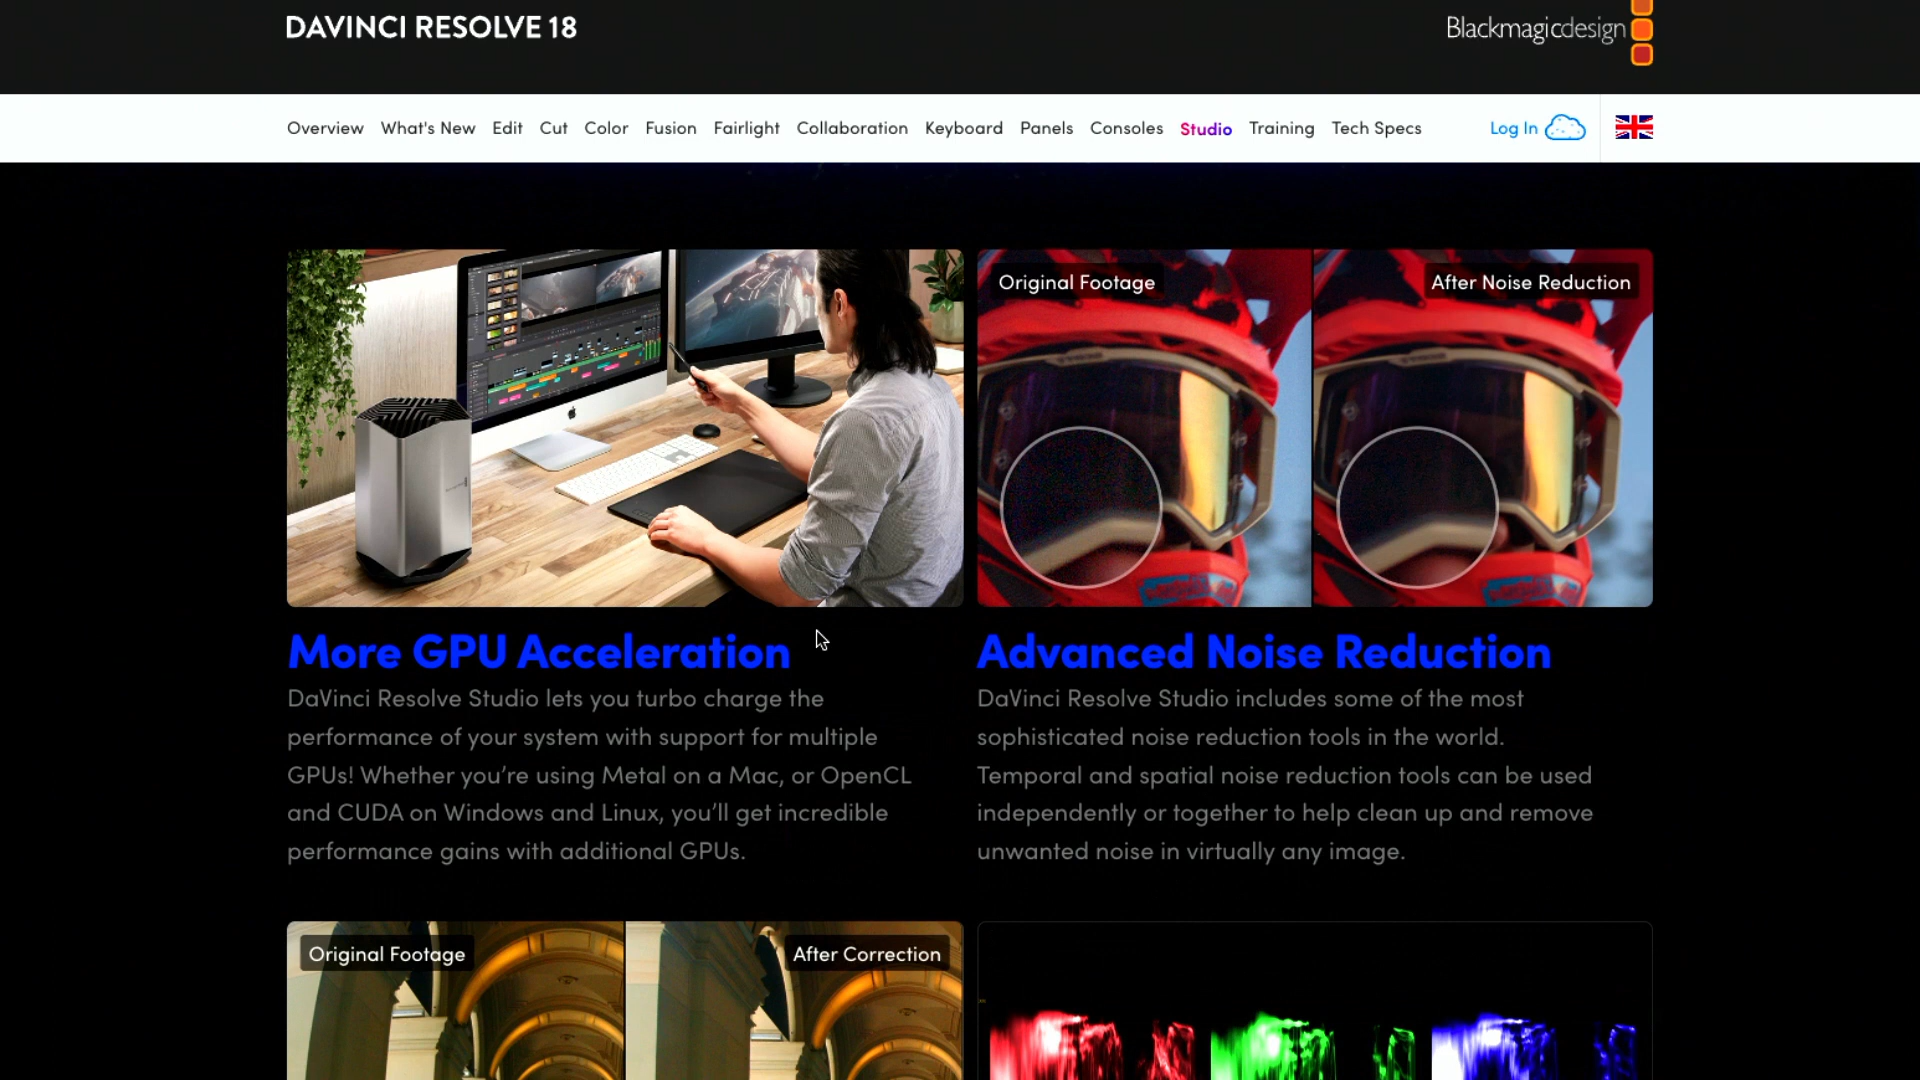 DAVINCI RESOLVE 18
Blackmagicdesign
Overview What's New Edit Cut Color Fusion Fairlight Collaboration Keyboard Panels Consoles Studio Training Tech Specs Log In
Original Footage
After Noise Reduction
More GPU Acceleration
DaVinci Resolve Studio lets you turbo charge the
performance of your system with support for multiple
GPUs! Whether you’re using Metal on a Mac, or OpenCL
and CUDA on Windows and Linux, you’ll get incredible
performance gains with additional GPUs.
Advanced Noise Reduction
DaVinci Resolve Studio includes some of the most
sophisticated noise reduction tools in the world.
Temporal and spatial noise reduction tools can be used
independently or together to help clean up and remove
unwanted noise in virtually any image.
Original Footage
After Correction